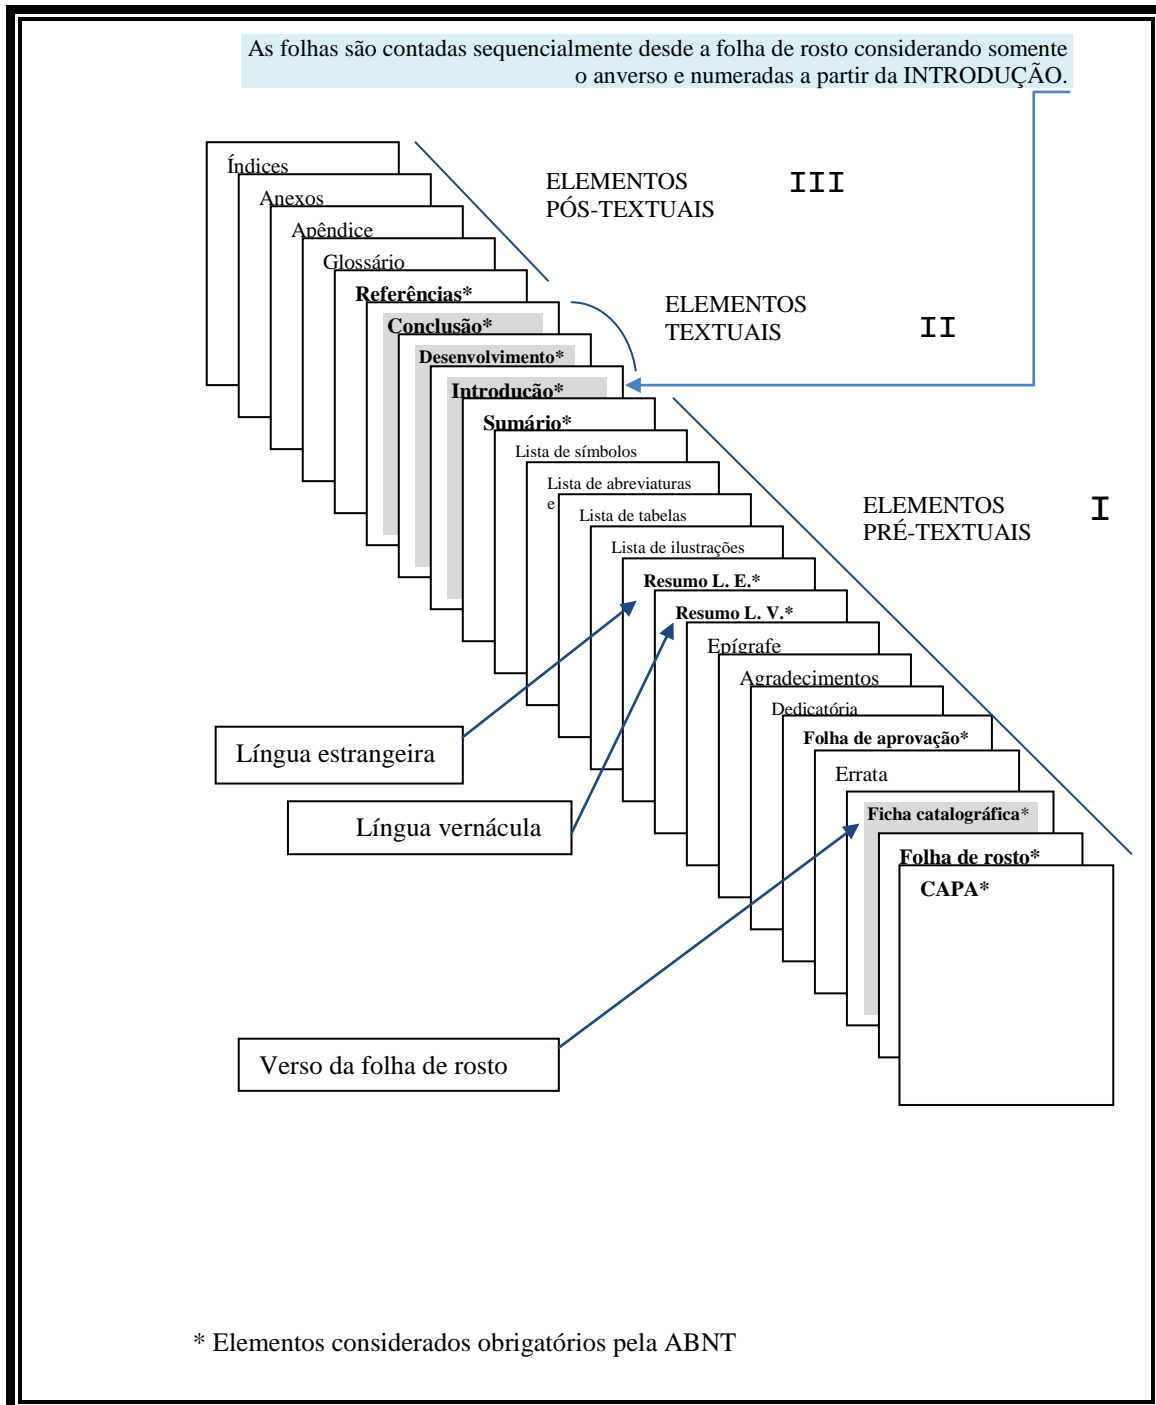 As folhas são contadas sequencialmente desde a folha de rosto considerando somente
o anverso e numeradas a partir da INTRODUÇÃO.
Índices
Anexos
Apêndice
Glossário
Referências*
Conclusão*
Desenvolvimento*
Introdução*
Sumário*
Lista de símbolos
Lista de abreviaturas
e
Lista de tabelas
Lista de ilustrações
Resumo L. E.*
Resumo L. V.*
Epígrafe
Agradecimentos
Dedicatória
Folha de aprovação*
Errata
Ficha catalográfica*
Folha de rosto*
CAPA*
ELEMENTOS
PÓS-TEXTUAIS
III
ELEMENTOS
TEXTUAIS
II
ELEMENTOS
PRÉ-TEXTUAIS
I
Língua estrangeira
Língua vernácula
Verso da folha de rosto
* Elementos considerados obrigatórios pela ABNT